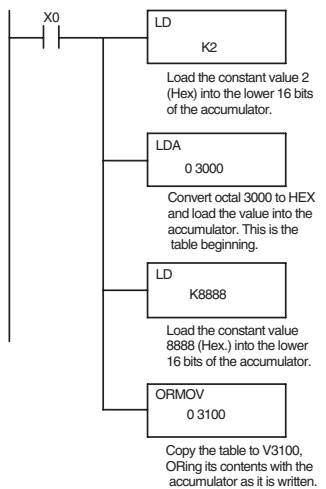 X0
LD
K2
Load the constant value 2
(Hex) into the lower 16 bits
of the accumulator.
LDA
0 3000
Convert octal 3000 to HEX
and load the value into the
accumulator. This is the
table beginning.
LD
K8888
Load the constant value
8888 (Hex.) into the lower
16 bits of the accumulator.
ORMOV
0 3100
Copy the table to V3100,
ORing its contents with the
accumulator as it is written.